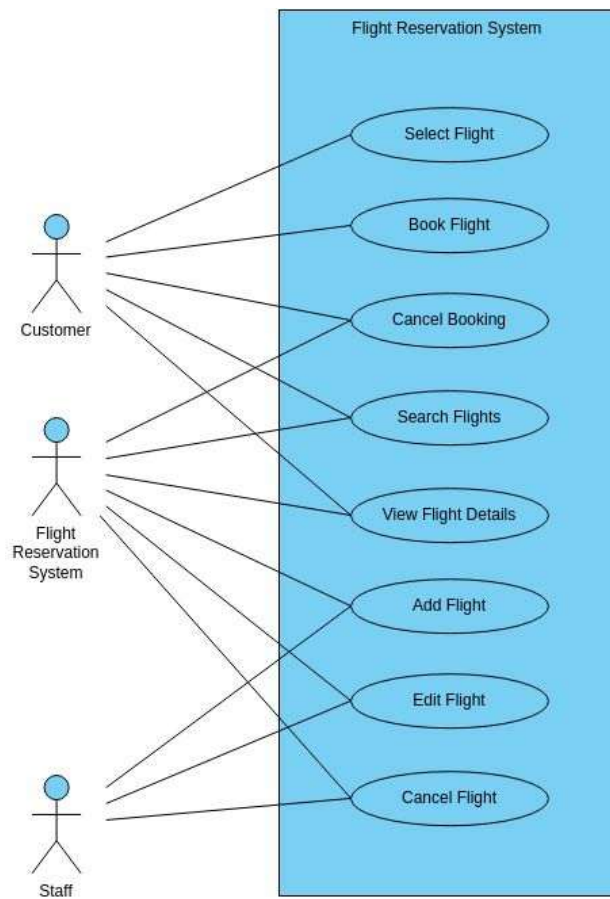 Flight Reservation System
Select Flight
Book Flight
Customer
Cancel Booking
Search Flights
Flight
Reservation
System
View Flight Details
Add Flight
Edit Flight
Cancel Flight
Staff